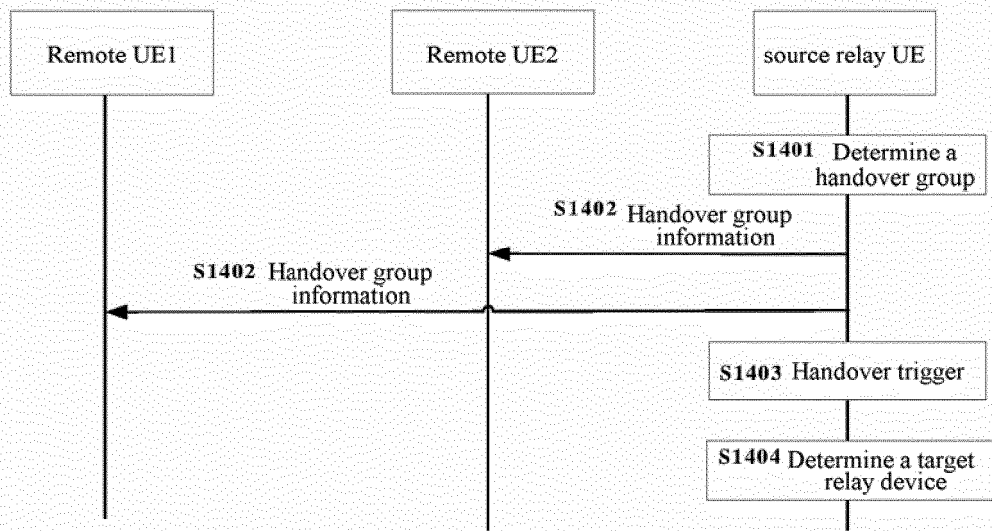 Remote UE1
Remote UE2
source relay UE
S1401 Determine a
handover group
S1402 Handover group
information
S1402 Handover group
information
S1403 Handover trigger
S1404 Determine a target
relay device